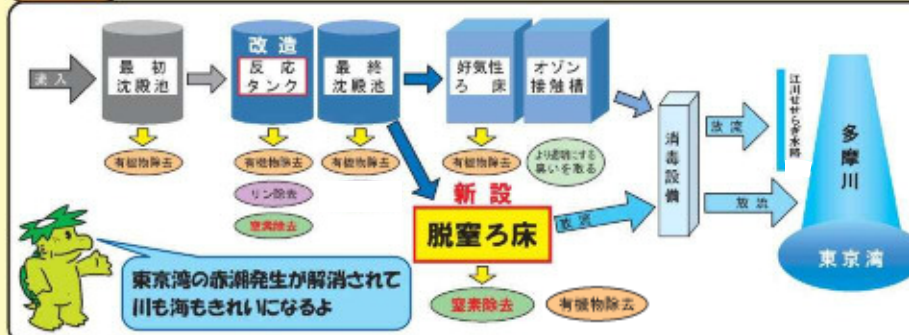 流入
最初
沈殿池
有機物除去
改造
反応
タンク
有機物除去
リン除去
窒素除去
最終
沈殿池
有機物除去
好気性
ろ床
有機物除去
オゾン
接触槽
より透明にする
臭いを取る
新設
脱窒ろ床
放流
窒素除去
有機物除去
消毒設備
放流
放流
江川せせらぎ水路
多摩川
東京湾
東京湾の赤潮発生が解消されて
川も海もきれいになるよ